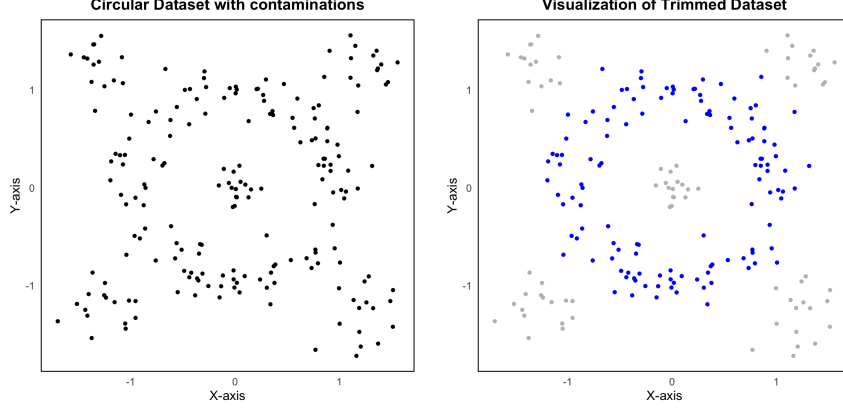 Circular Dataset with contaminations
Y-axis
1
0
-1
-1
0
1
X-axis
Visualization of Trimmed Dataset
Y-axis
1
0
-1
-1
0
1
X-axis